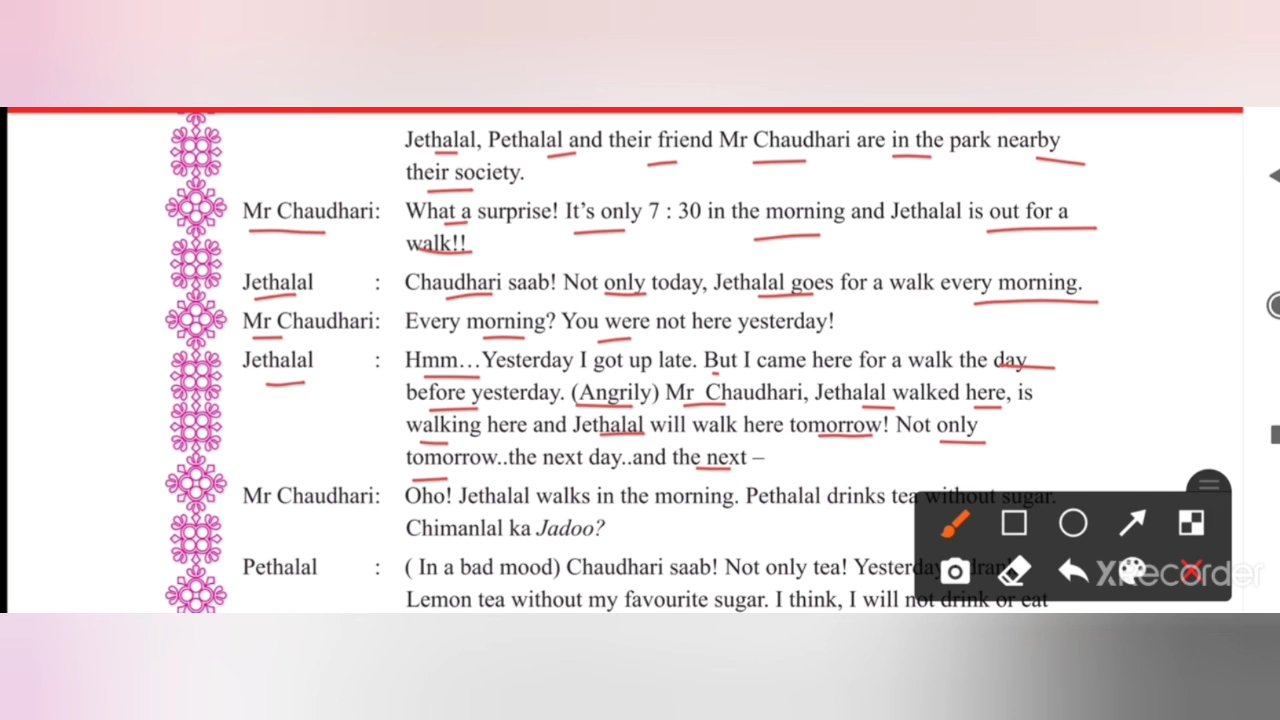 Jethalal, Pethalal and their friend Mr Chaudhari are in the park nearby
their society.
Mr Chaudhari: What a surprise! It's only 7 : 30 in the morning and Jethalal is out for a
walk!!
Jethalal : Chaudhari saab! Not only today, Jethalal goes for a walk every morning.
Mr Chaudhari: Every morning? You were not here yesterday!
Jethalal : Hmm…Yesterday I got up late. But I came here for a walk the day
before yesterday. (Angrily) Mr Chaudhari, Jethalal walked here, is
walking here and Jethalal will walk here tomorrow! Not only
tomorrow..the next day..and the next –
Mr Chaudhari: Oho! Jethalal walks in the morning. Pethalal drinks tea without sugar.
Chimanlal ka Jadoo?
Pethalal : ( In a bad mood) Chaudhari saab! Not only tea! Yesterday I drank
Lemon tea without my favourite sugar. I think, I will not drink or eat
XRecorder